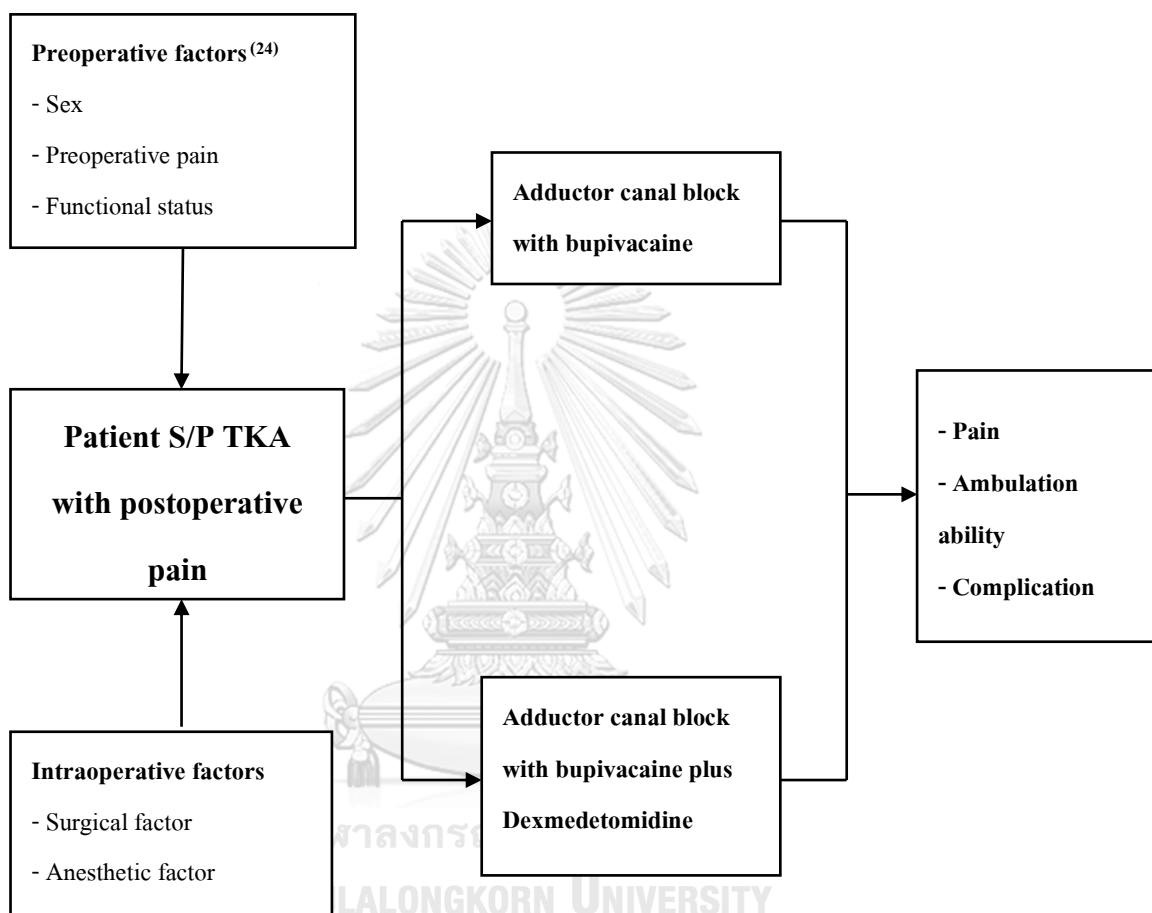 Preoperative factors (24)
- Sex
- Preoperative pain
- Functional status
Patient S/P TKA
with postoperative
pain
Intraoperative factors
- Surgical factor
- Anesthetic factor
Adductor canal block
with bupivacaine
Adductor canal block
with bupivacaine plus
Dexmedetomidine
- Pain
- Ambulation
ability
- Complication
UNIVERSITY